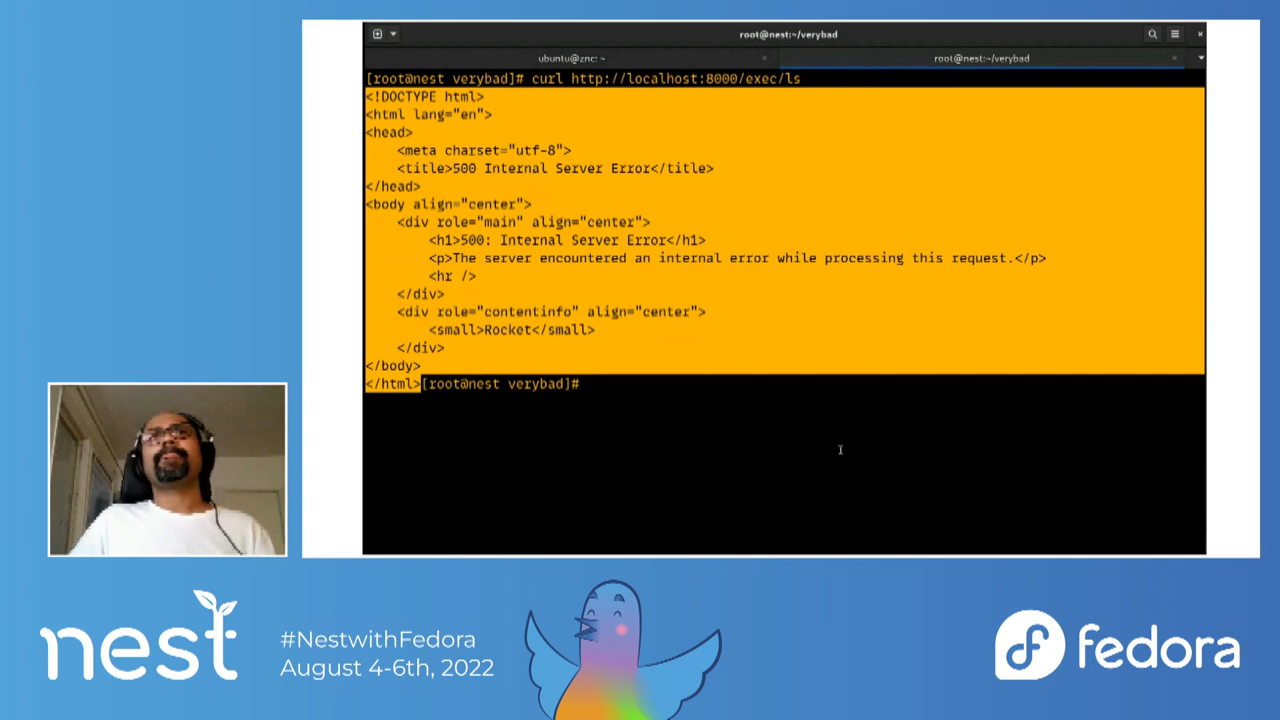 root@nest:~/verybad
ubuntu@znc: ~
root@nest:~/verybad
[root@nest verybad]# curl http://localhost:8000/exec/ls
<!DOCTYPE html>
<html lang="en">
<head>
    <meta charset="utf-8">
    <title>500 Internal Server Error</title>
</head>
<body align="center">
    <div role="main" align="center">
        <h1>500: Internal Server Error</h1>
        <p>The server encountered an internal error while processing this request.</p>
        <hr />
    </div>
    <div role="contentinfo" align="center">
        <small>Rocket</small>
    </div>
</body>
</html>[root@nest verybad]#
nest
#NestwithFedora
August 4-6th, 2022
fedora